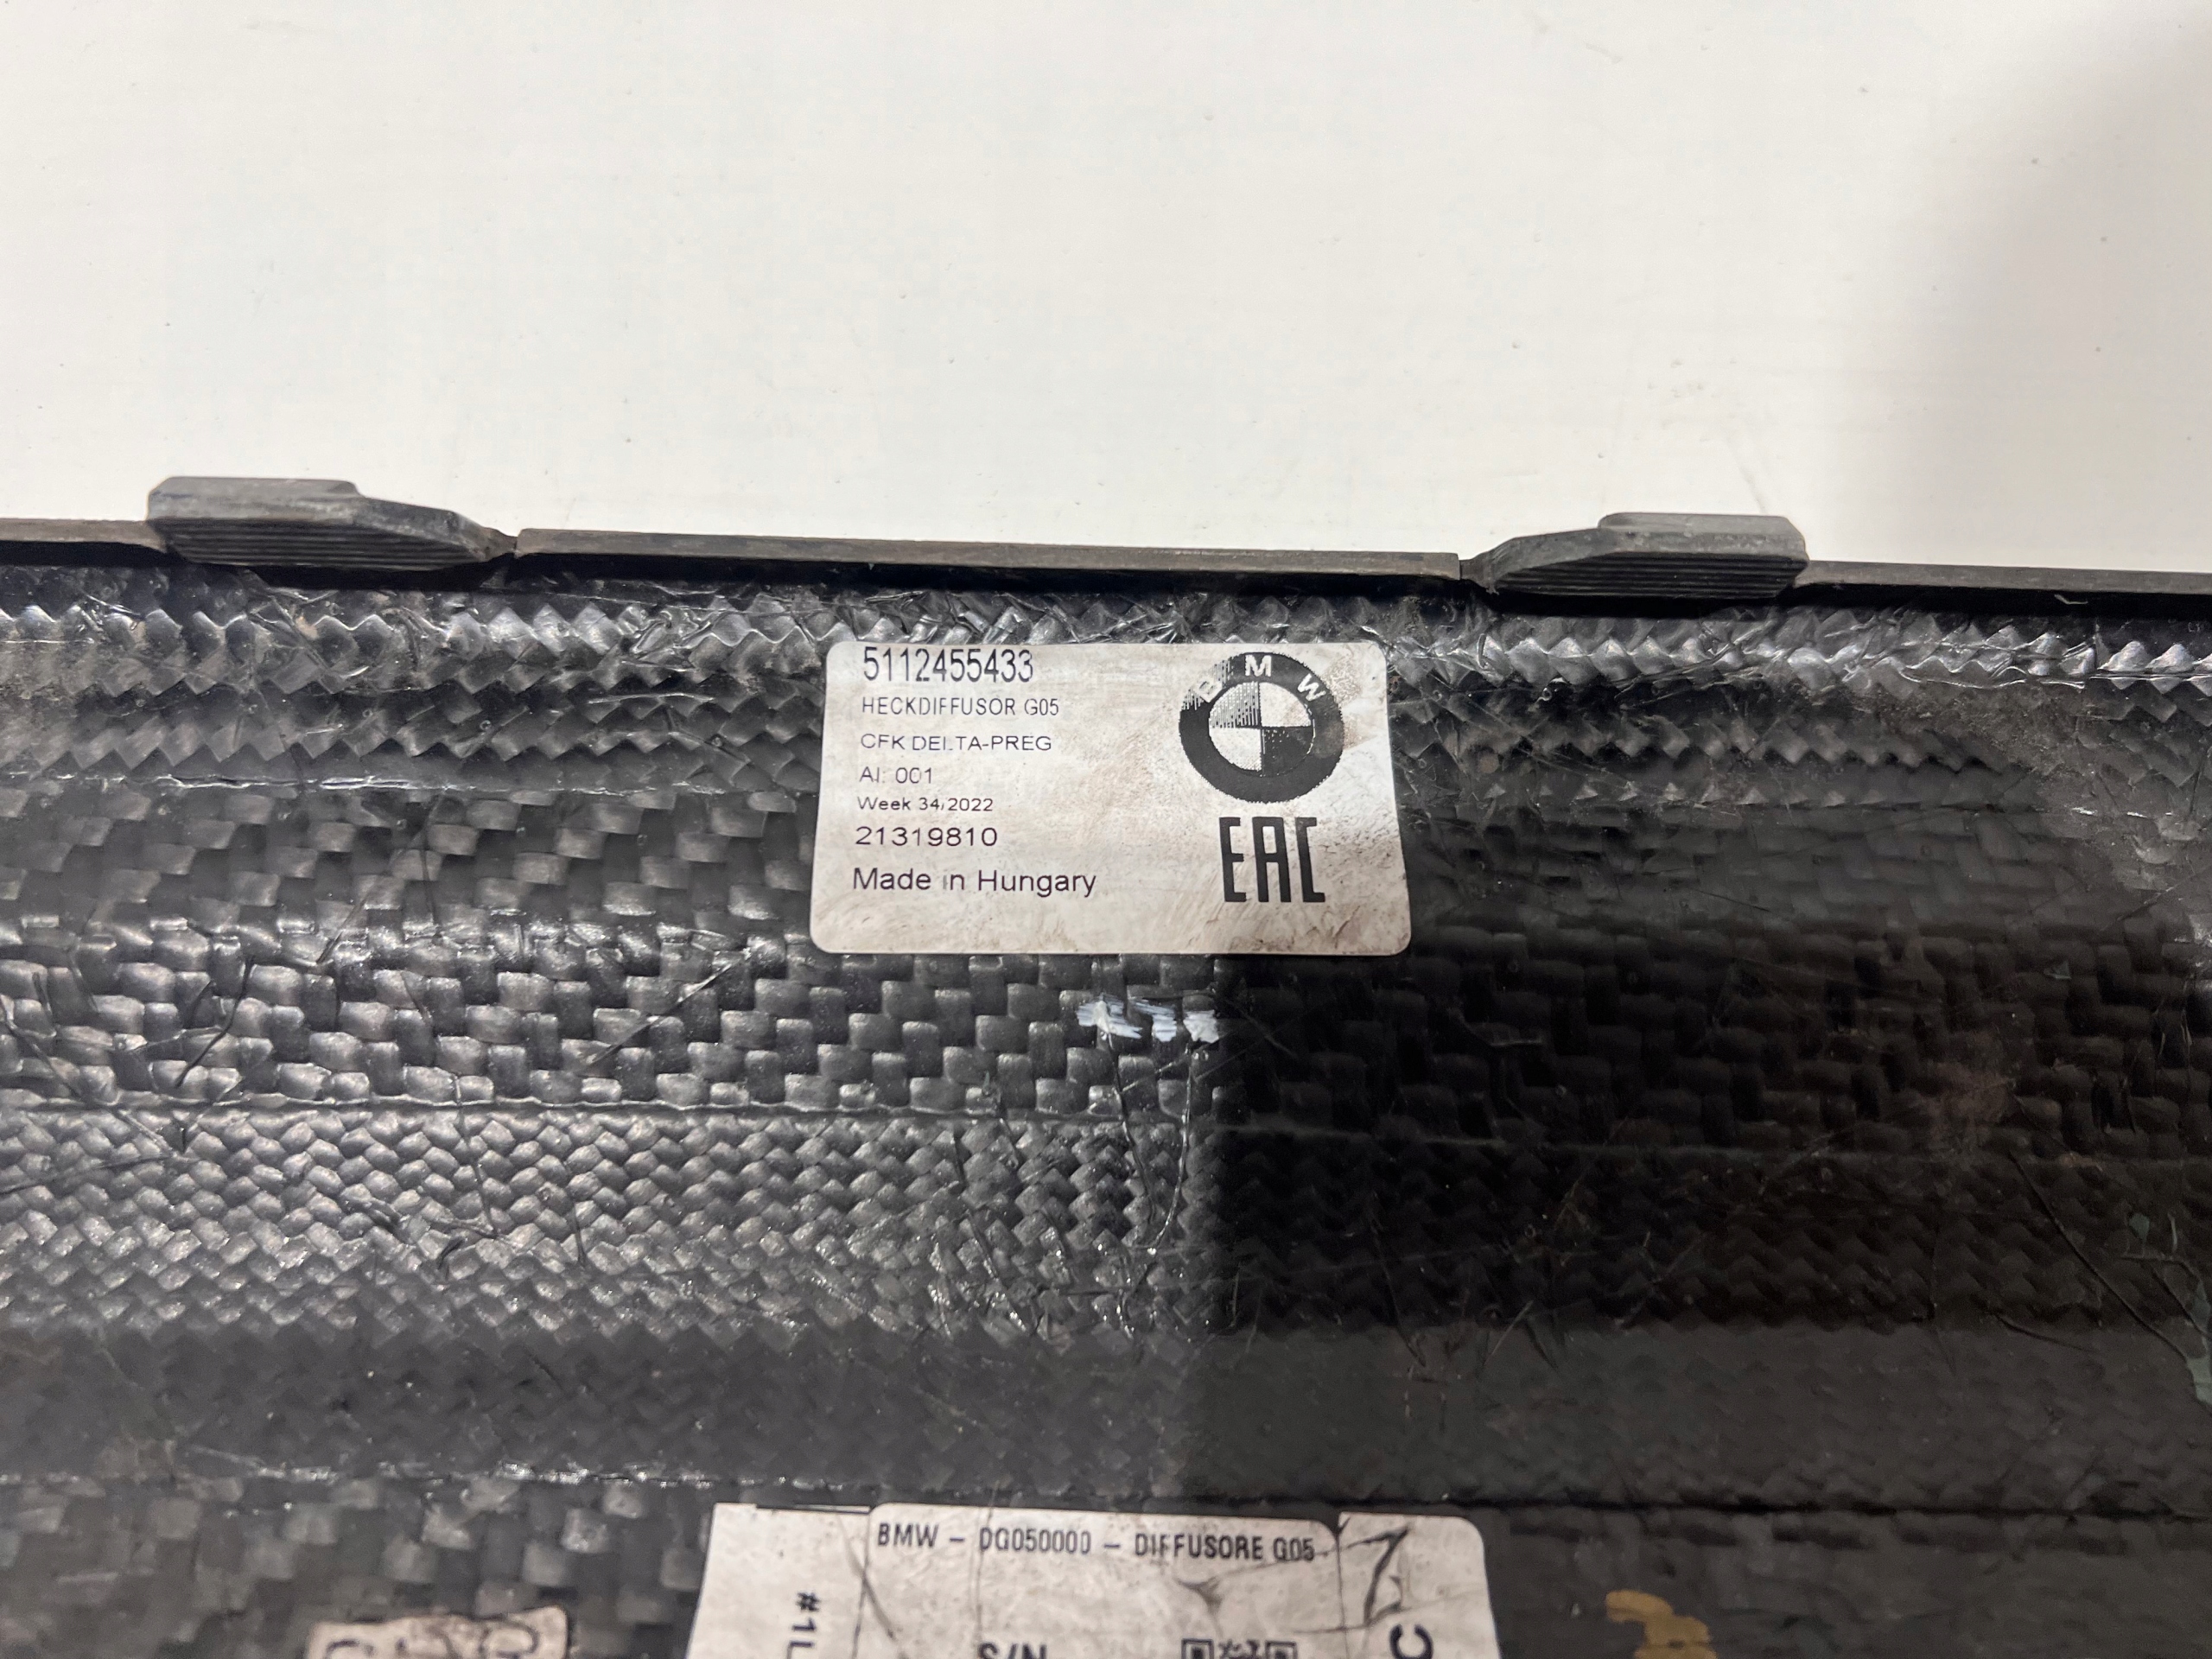 5112455433
HECKDIFFUSOR G05
CFK DELTA-PREG
AI: 001
Week 34/2022
21319810
Made in Hungary
BMW
EAC
BMW - DG050000 - DIFFUSORE G05
#1L
S/N
C